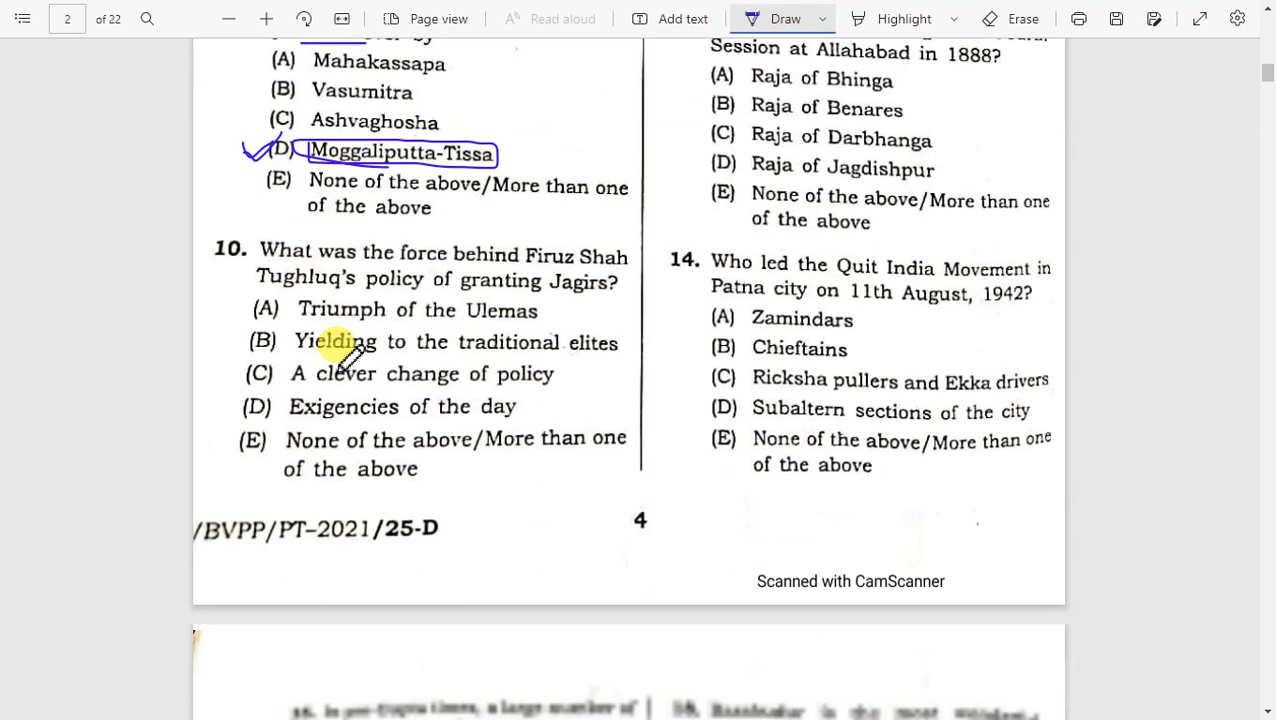 2
of 22
Page view
Read aloud
Add text
Draw
Highlight
Erase
(A) Mahakassapa
(B) Vasumitra
(C) Ashvaghosha
(D) Moggaliputta-Tissa
(E) None of the above/More than one
of the above
10. What was the force behind Firuz Shah
Tughluq's policy of granting Jagirs?
(A) Triumph of the Ulemas
(B) Yielding to the traditional elites
(C) A clever change of policy
(D) Exigencies of the day
(E) None of the above/More than one
of the above
Session at Allahabad in 1888?
(A) Raja of Bhinga
(B) Raja of Benares
(C) Raja of Darbhanga
(D) Raja of Jagdishpur
(E) None of the above/More than one
of the above
14. Who led the Quit India Movement in
Patna city on 11th August, 1942?
(A) Zamindars
(B) Chieftains
(C) Ricksha pullers and Ekka drivers
(D) Subaltern sections of the city
(E) None of the above/More than one
of the above
/BVPP/PT–2021/25-D
4
Scanned with CamScanner